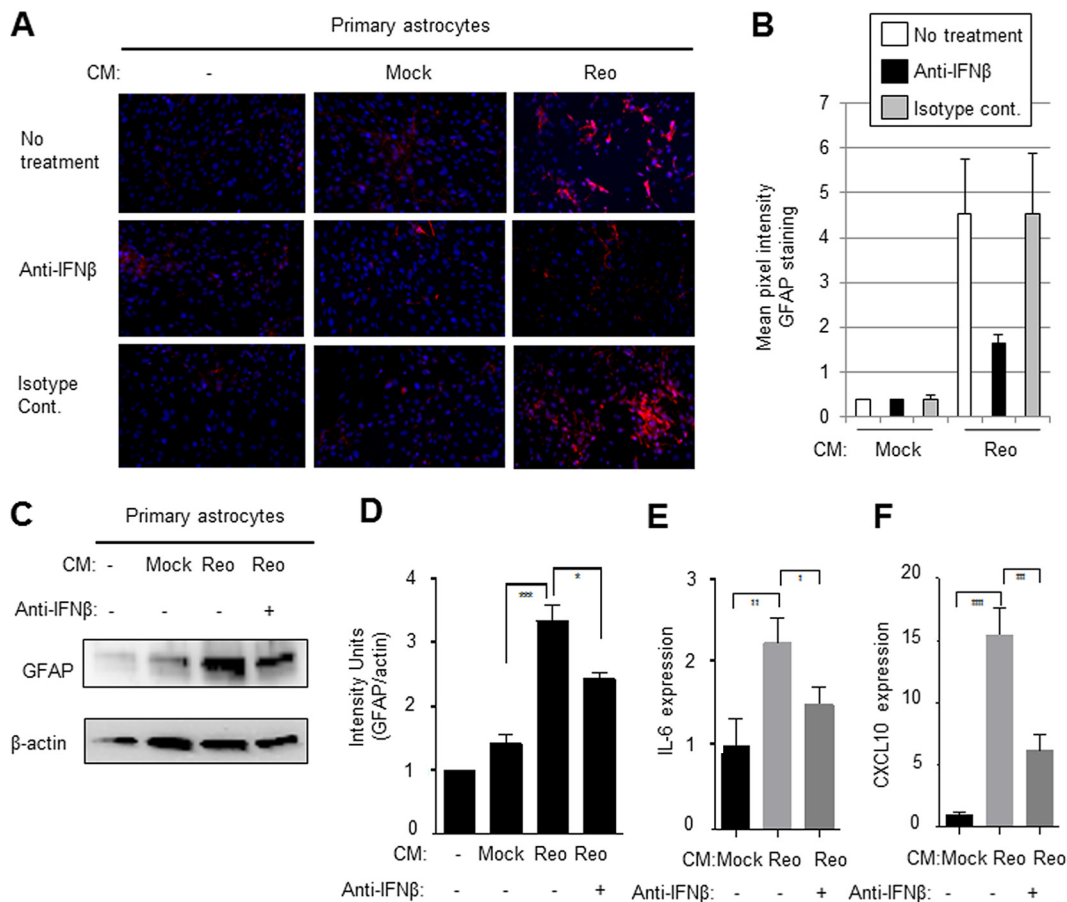 A
Primary astrocytes
CM: - Mock Reo
No treatment
Anti-IFNβ
Isotype Cont.
B
No treatment
Anti-IFNβ
Isotype cont.
Mean pixel intensity
GFAP staining
7
6
5
4
3
2
1
0
CM: Mock Reo
C
Primary astrocytes
CM: - Mock Reo Reo
Anti-IFNβ: - - - +
GFAP
β-actin
D
Intensity Units
(GFAP/actin)
4
3
2
1
0
*** *
CM: - Mock Reo Reo
Anti-IFNβ: - - - +
E
IL-6 expression
3
2
1
0
CM: Mock Reo Reo
Anti-IFNβ: - - +
F
CXCL10 expression
20
15
10
5
0
CM: Mock Reo Reo
Anti-IFNβ: - - +